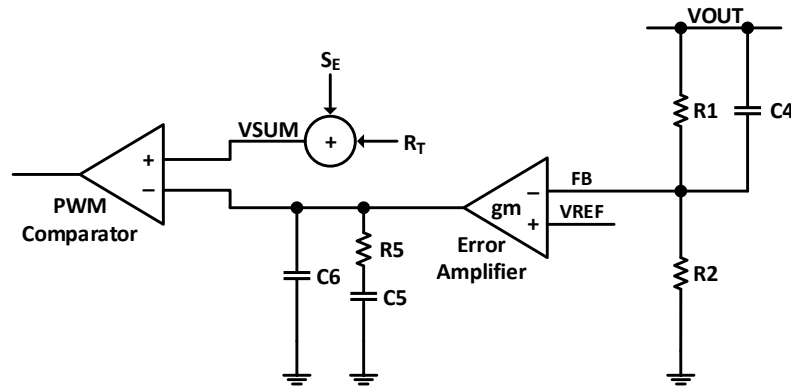 VOUT
SE
R1
C4
VSUM
+
RT
+
−
PWM
Comparator
−
gm
+
FB
VREF
Error
Amplifier
R5
C6
C5
R2